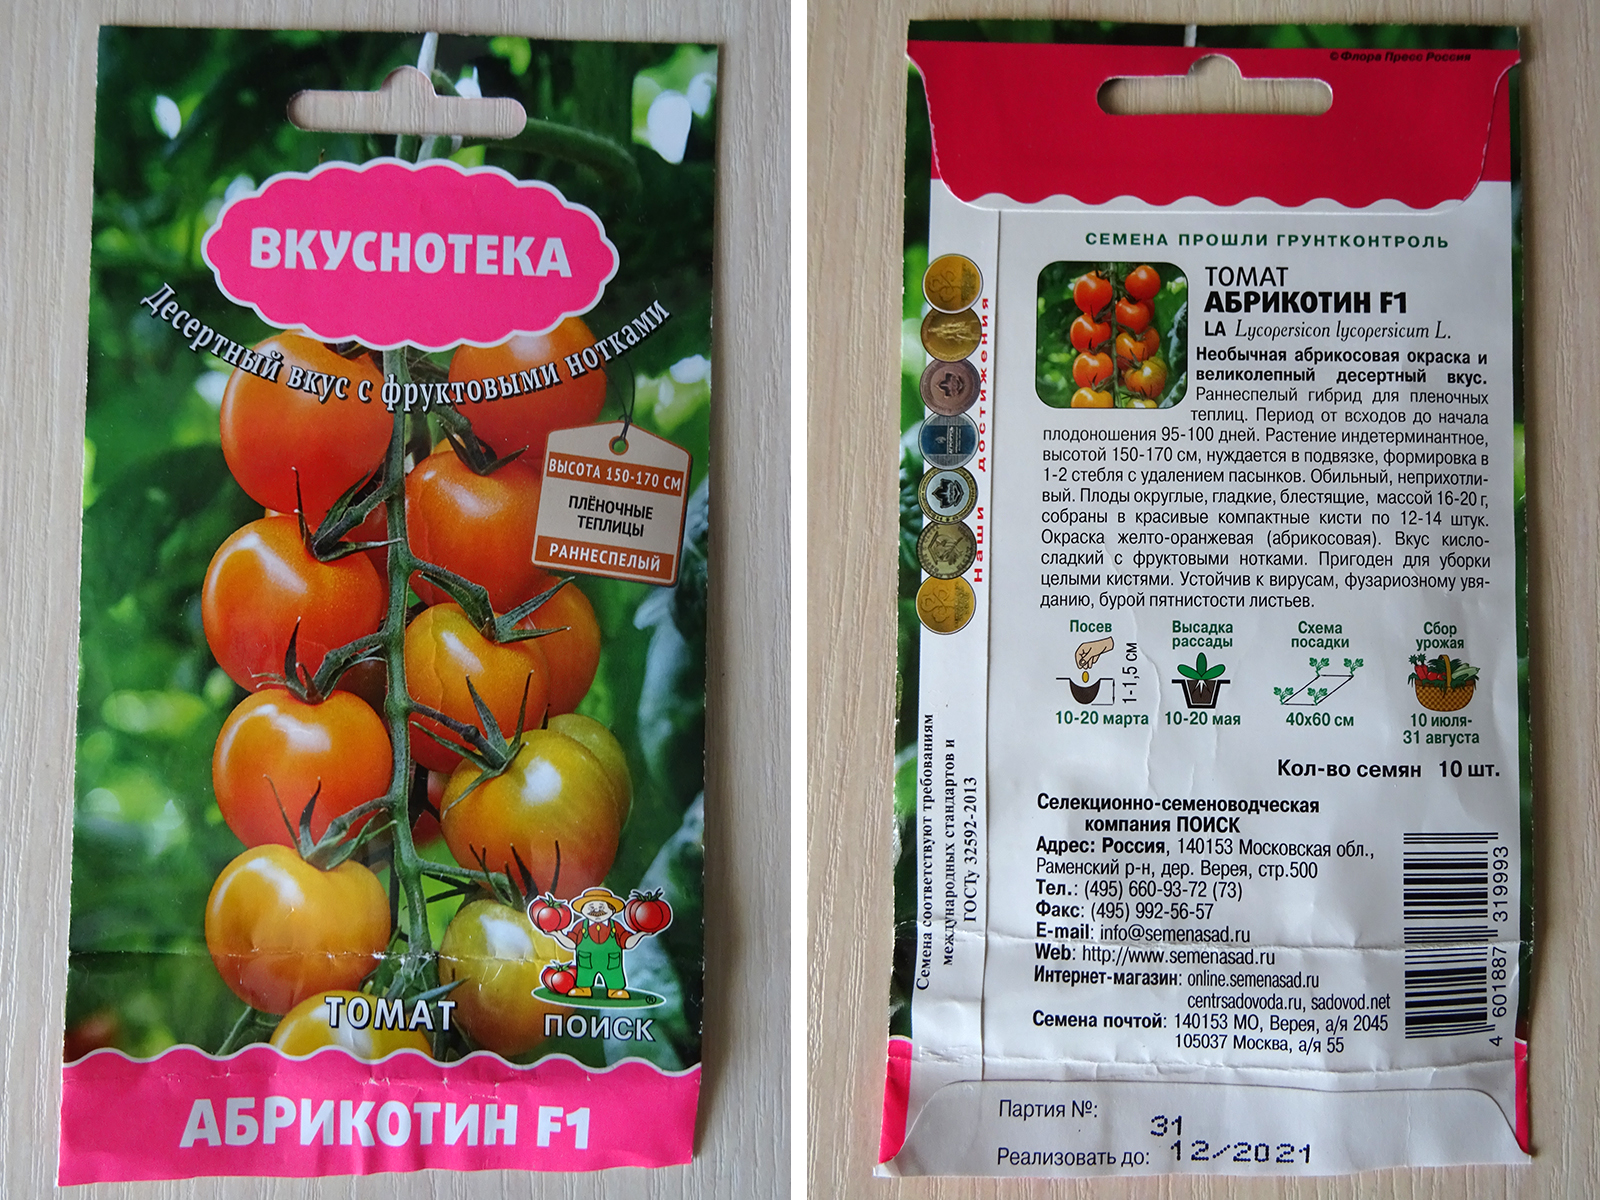 ВКУСНОТЕКА
Десертный вкус с фруктовыми нотками
ВЫСОТА 150-170 СМ
ПЛЁНОЧНЫЕ
ТЕПЛИЦЫ
РАННЕСПЕЛЫЙ
ТОМАТ
ПОИСК
АБРИКОТИН F1
© Флора Пресс Россия
СЕМЕНА ПРОШЛИ ГРУНТКОНТРОЛЬ
ТОМАТ
АБРИКОТИН F1
LA Lycopersicon lycopersicum L.
Необычная абрикосовая окраска и
великолепный десертный вкус.
Раннеспелый гибрид для пленочных
теплиц. Период от всходов до начала
плодоношения 95-100 дней. Растение индетерминантное,
высотой 150-170 см, нуждается в подвязке, формировка в
1-2 стебля с удалением пасынков. Обильный, неприхотли-
вый. Плоды округлые, гладкие, блестящие, массой 16-20 г,
собраны в красивые компактные кисти по 12-14 штук.
Окраска желто-оранжевая (абрикосовая). Вкус кисло-
сладкий с фруктовыми нотками. Пригоден для уборки
целыми кистями. Устойчив к вирусам, фузариозному увя-
данию, бурой пятнистости листьев.
Наши достижения
Посев
1-1,5 см
10-20 марта
Высадка
рассады
10-20 мая
Схема
посадки
40х60 см
Сбор
урожая
10 июля-
31 августа
Кол-во семян 10 шт.
Семена соответствуют требованиям
международных стандартов и
ГОСТу 32592-2013
Селекционно-семеноводческая
компания ПОИСК
Адрес: Россия, 140153 Московская обл.,
Раменский р-н, дер. Верея, стр.500
Тел.: (495) 660-93-72 (73)
Факс: (495) 992-56-57
E-mail: info@semenasad.ru
Web: http://www.semenasad.ru
Интернет-магазин: online.semenasad.ru
centrsadovoda.ru, sadovod.net
Семена почтой: 140153 МО, Верея, а/я 2045
105037 Москва, а/я 55
4 601887 319993
Партия №:
31
Реализовать до: 12/2021